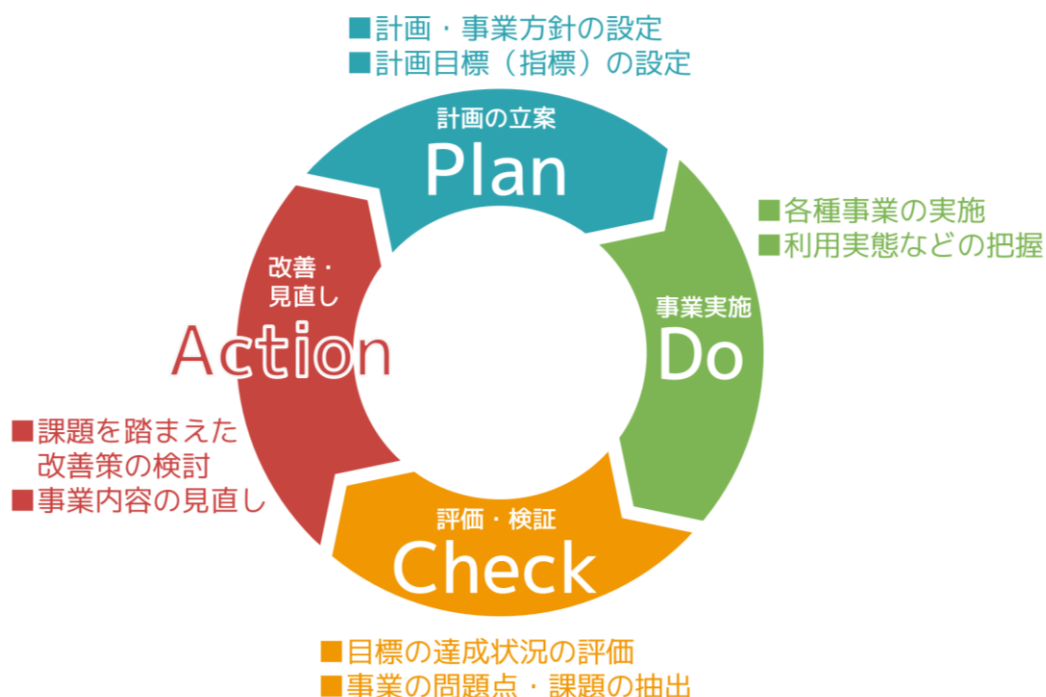 ■計画・事業方針の設定
■計画目標（指標）の設定
計画の立案
Plan
■各種事業の実施
■利用実態などの把握
事業実施
Do
評価・検証
Check
■目標の達成状況の評価
■事業の問題点・課題の抽出
改善・
見直し
Action
■課題を踏まえた
改善策の検討
■事業内容の見直し